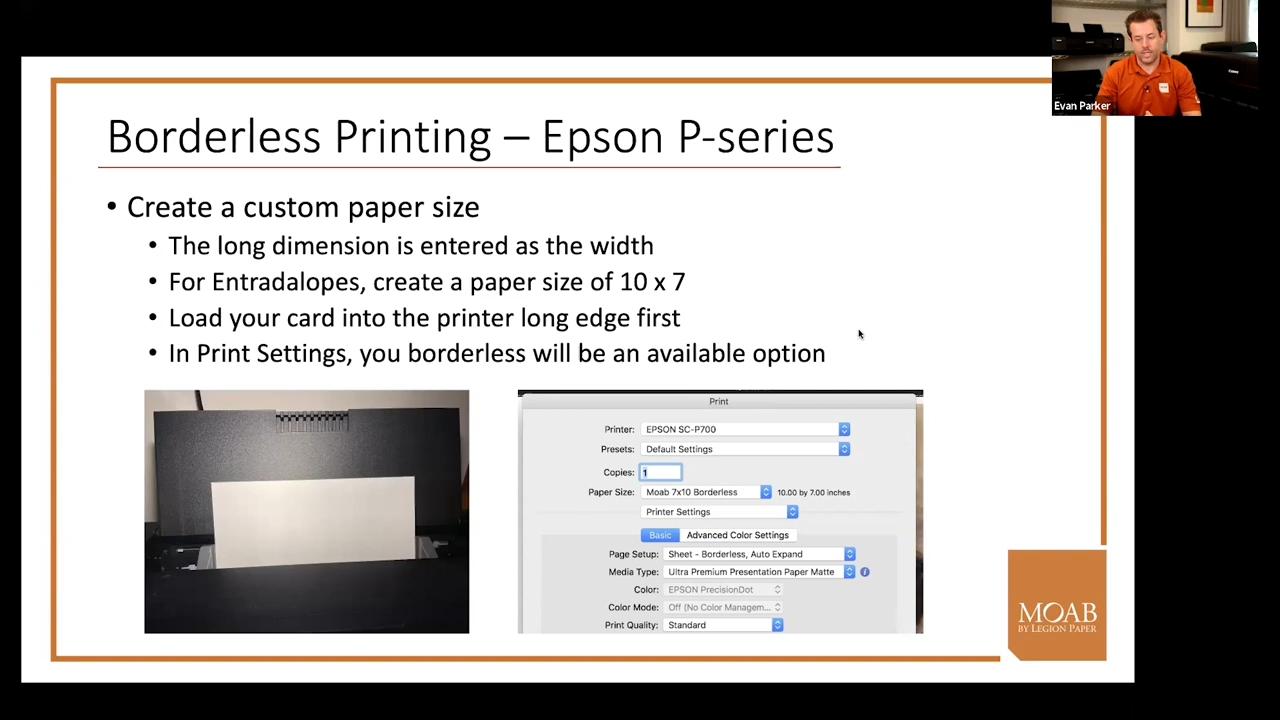 Evan Parker
Borderless Printing – Epson P-series
• Create a custom paper size
• The long dimension is entered as the width
• For Entradalopes, create a paper size of 10 x 7
• Load your card into the printer long edge first
• In Print Settings, you borderless will be an available option
Print
Printer: EPSON SC-P700
Presets: Default Settings
Copies: 1
Paper Size: Moab 7x10 Borderless 10.00 by 7.00 inches
Printer Settings
Basic Advanced Color Settings
Page Setup: Sheet - Borderless, Auto Expand
Media Type: Ultra Premium Presentation Paper Matte
Color: EPSON PrecisionDot
Color Mode: Off (No Color Managem...
Print Quality: Standard
MOAB
BY LEGION PAPER